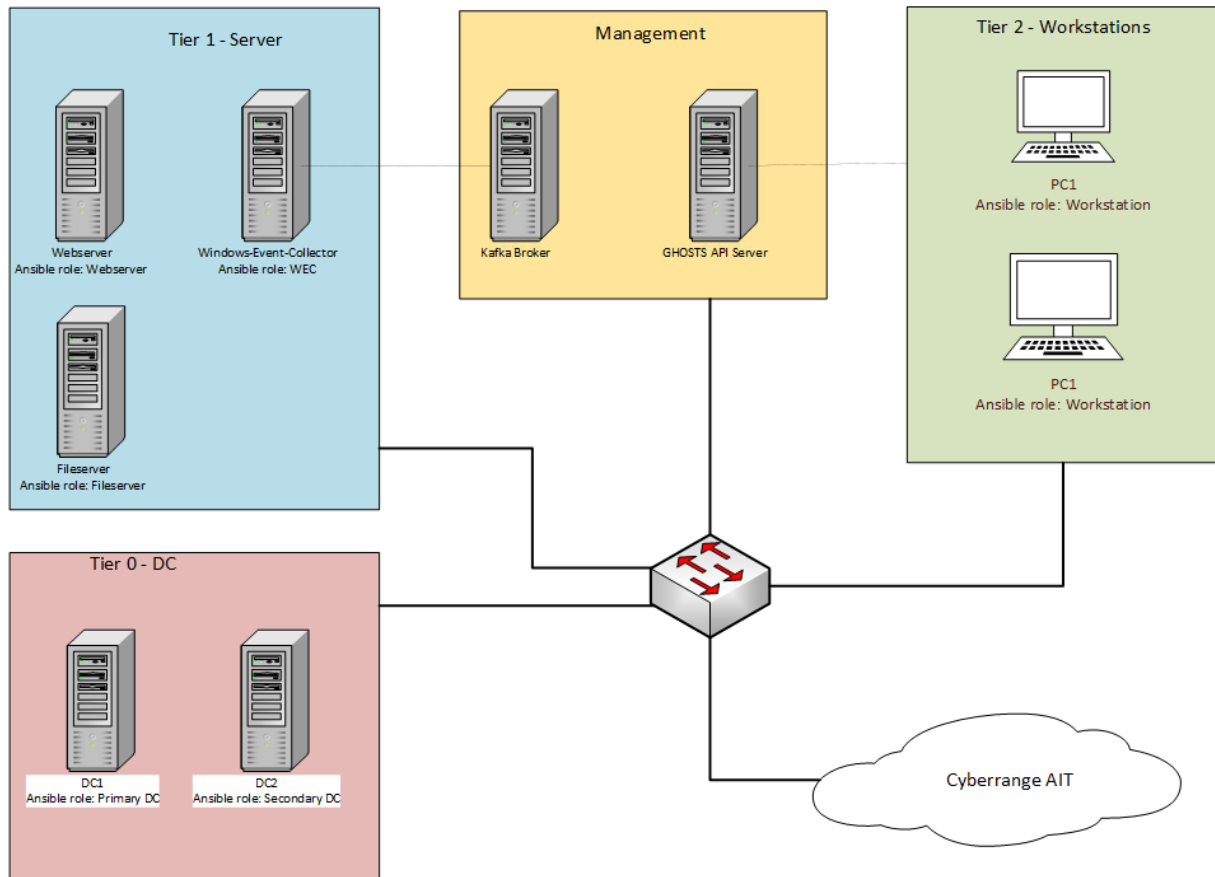 Tier 1 - Server
Webserver
Ansible role: Webserver
Windows-Event-Collector
Ansible role: WEC
Fileserver
Ansible role: Fileserver
Management
Kafka Broker
GHOSTS API Server
Tier 2 - Workstations
PC1
Ansible role: Workstation
PC1
Ansible role: Workstation
Tier 0 - DC
DC1
Ansible role: Primary DC
DC2
Ansible role: Secondary DC
Cyberrange AIT